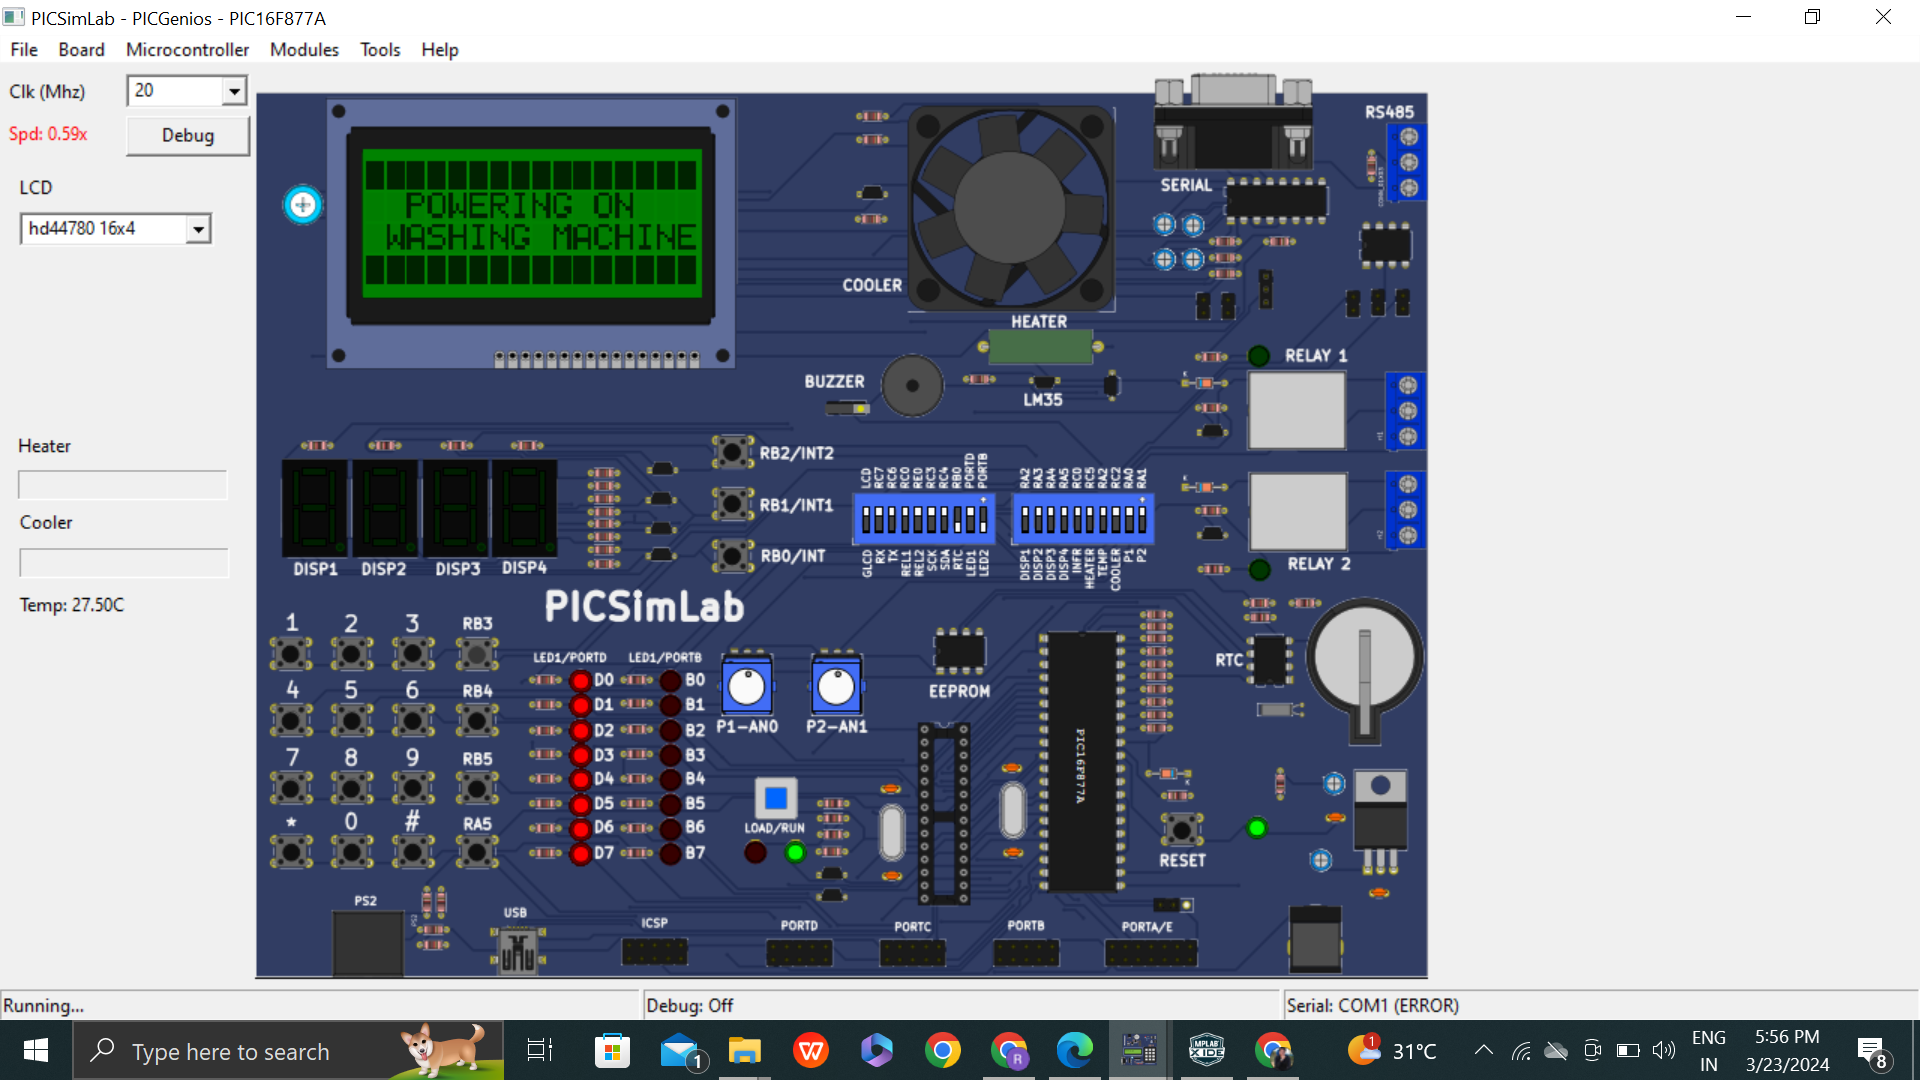 PICSimLab - PICGenios - PIC16F877A
File Board Microcontroller Modules Tools Help
Clk (Mhz) 20
Spd: 0.59x Debug
LCD
hd44780 16x4
Heater
Cooler
Temp: 27.50C
POWERING ON
WASHING MACHINE
COOLER
HEATER
BUZZER
LM35
SERIAL
RS485
RELAY 1
RELAY 2
DISP1 DISP2 DISP3 DISP4
RB2/INT2
RB1/INT1
RB0/INT
LCD RC7 RC6 RC0 RE0 RC3 RC4 RB0 PORTD PORTB
GLCD RX TX REL1 REL2 SCK SDA RTC LED1 LED2
RA2 RA3 RA4 RA5 RC0 RC5 RA2 RC2 RA0 RA1
DISP1 DISP2 DISP3 DISP4 INFR HEATER TEMP COOLER P1 P2
PICSimLab
1 2 3 RB3
4 5 6 RB4
7 8 9 RB5
* 0 # RA5
LED1/PORTD LED1/PORTB
D0 B0
D1 B1
D2 B2
D3 B3
D4 B4
D5 B5
D6 B6
D7 B7
P1-AN0 P2-AN1
LOAD/RUN
EEPROM
PIC16F877A
RTC
RESET
PS2
PS2
USB
ICSP
PORTD
PORTC
PORTB
PORTA/E
Running...
Debug: Off
Serial: COM1 (ERROR)
Type here to search
1
R
MPLAB
X IDE
1
31°C
ENG
IN
5:56 PM
3/23/2024
8